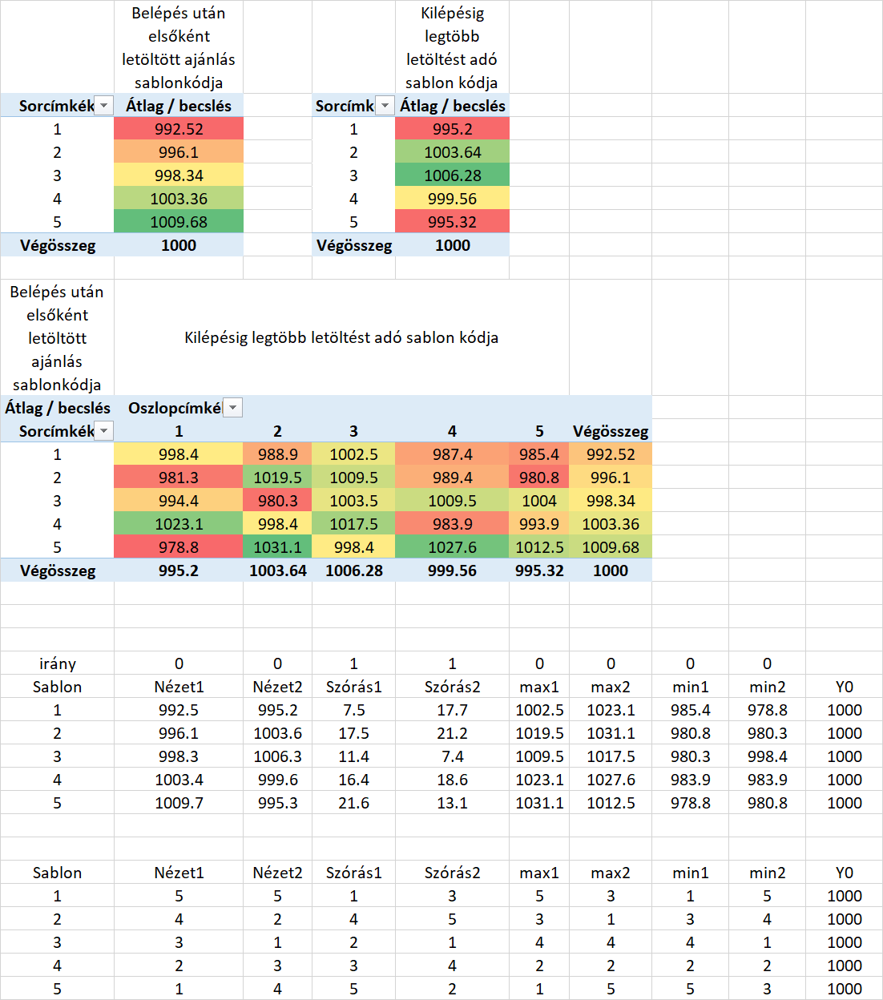 Belépés után
elsőként
letöltött ajánlás
sablonkódja
Kilépésig
legtöbb
letöltést adó
sablon kódja
Sorcímkék Átlag / becslés Sorcímk Átlag / becslés
1 992.52 1 995.2
2 996.1 2 1003.64
3 998.34 3 1006.28
4 1003.36 4 999.56
5 1009.68 5 995.32
Végösszeg 1000 Végösszeg 1000
Belépés után
elsőként
letöltött
ajánlás
sablonkódja
Kilépésig legtöbb letöltést adó sablon kódja
Átlag / becslés Oszlopcímké
Sorcímkék 1 2 3 4 5 Végösszeg
1 998.4 988.9 1002.5 987.4 985.4 992.52
2 981.3 1019.5 1009.5 989.4 980.8 996.1
3 994.4 980.3 1003.5 1009.5 1004 998.34
4 1023.1 998.4 1017.5 983.9 993.9 1003.36
5 978.8 1031.1 998.4 1027.6 1012.5 1009.68
Végösszeg 995.2 1003.64 1006.28 999.56 995.32 1000
irány 0 0 1 1 0 0 0 0
Sablon Nézet1 Nézet2 Szórás1 Szórás2 max1 max2 min1 min2 Y0
1 992.5 995.2 7.5 17.7 1002.5 1023.1 985.4 978.8 1000
2 996.1 1003.6 17.5 21.2 1019.5 1031.1 980.8 980.3 1000
3 998.3 1006.3 11.4 7.4 1009.5 1017.5 980.3 998.4 1000
4 1003.4 999.6 16.4 18.6 1023.1 1027.6 983.9 983.9 1000
5 1009.7 995.3 21.6 13.1 1031.1 1012.5 978.8 980.8 1000
Sablon Nézet1 Nézet2 Szórás1 Szórás2 max1 max2 min1 min2 Y0
1 5 5 1 3 5 3 1 5 1000
2 4 2 4 5 3 1 3 4 1000
3 3 1 2 1 4 4 4 1 1000
4 2 3 3 4 2 2 2 2 1000
5 1 4 5 2 1 5 5 3 1000